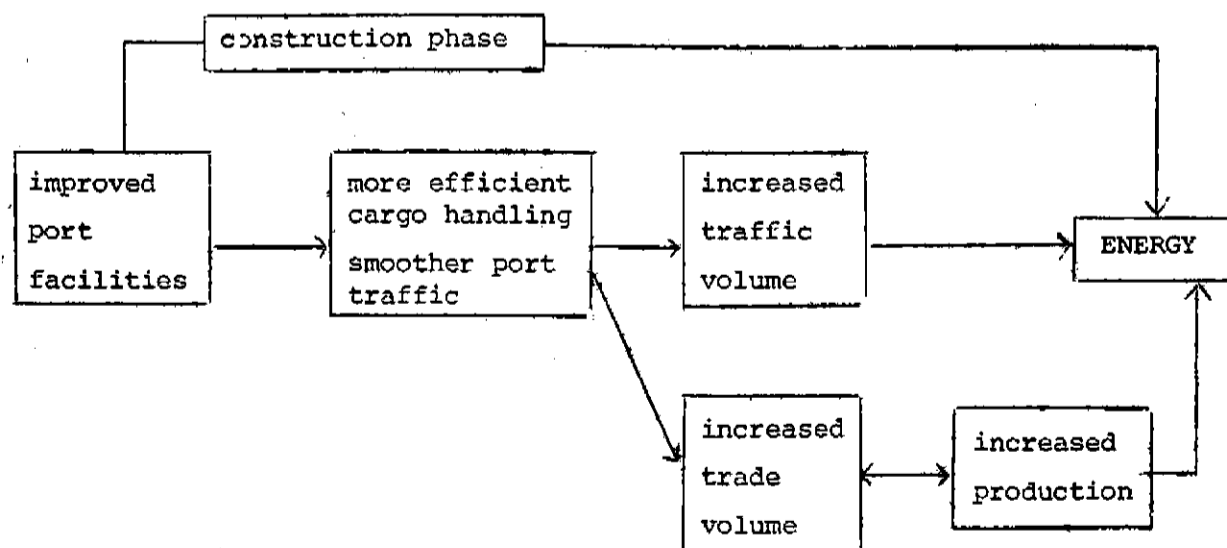 construction phase
improved
port
facilities
more efficient
cargo handling
smoother port
traffic
increased
traffic
volume
ENERGY
increased
trade
volume
increased
production